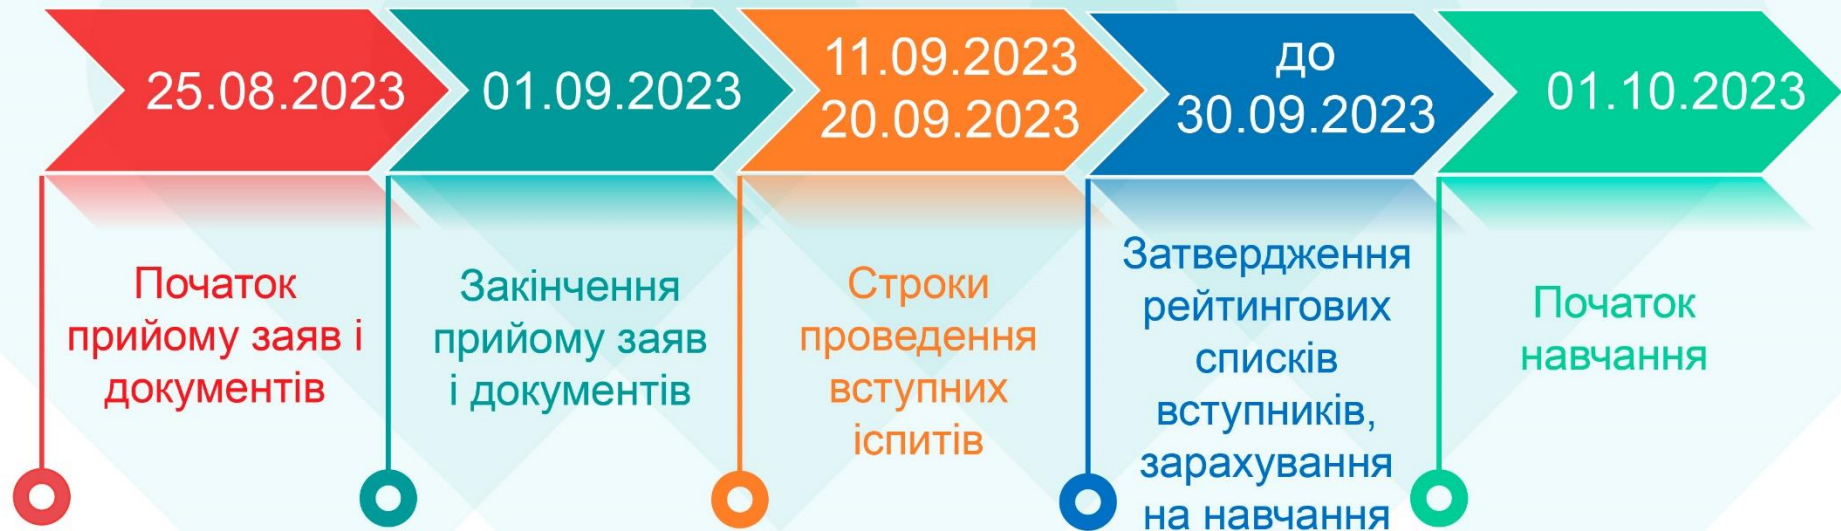 25.08.2023
01.09.2023
11.09.2023
20.09.2023
до
30.09.2023
01.10.2023
Початок
прийому заяв і
документів
Закінчення
прийому заяв
і документів
Строки
проведення
вступних
іспитів
Затвердження
рейтингових
списків
вступників,
зарахування
на навчання
Початок
навчання